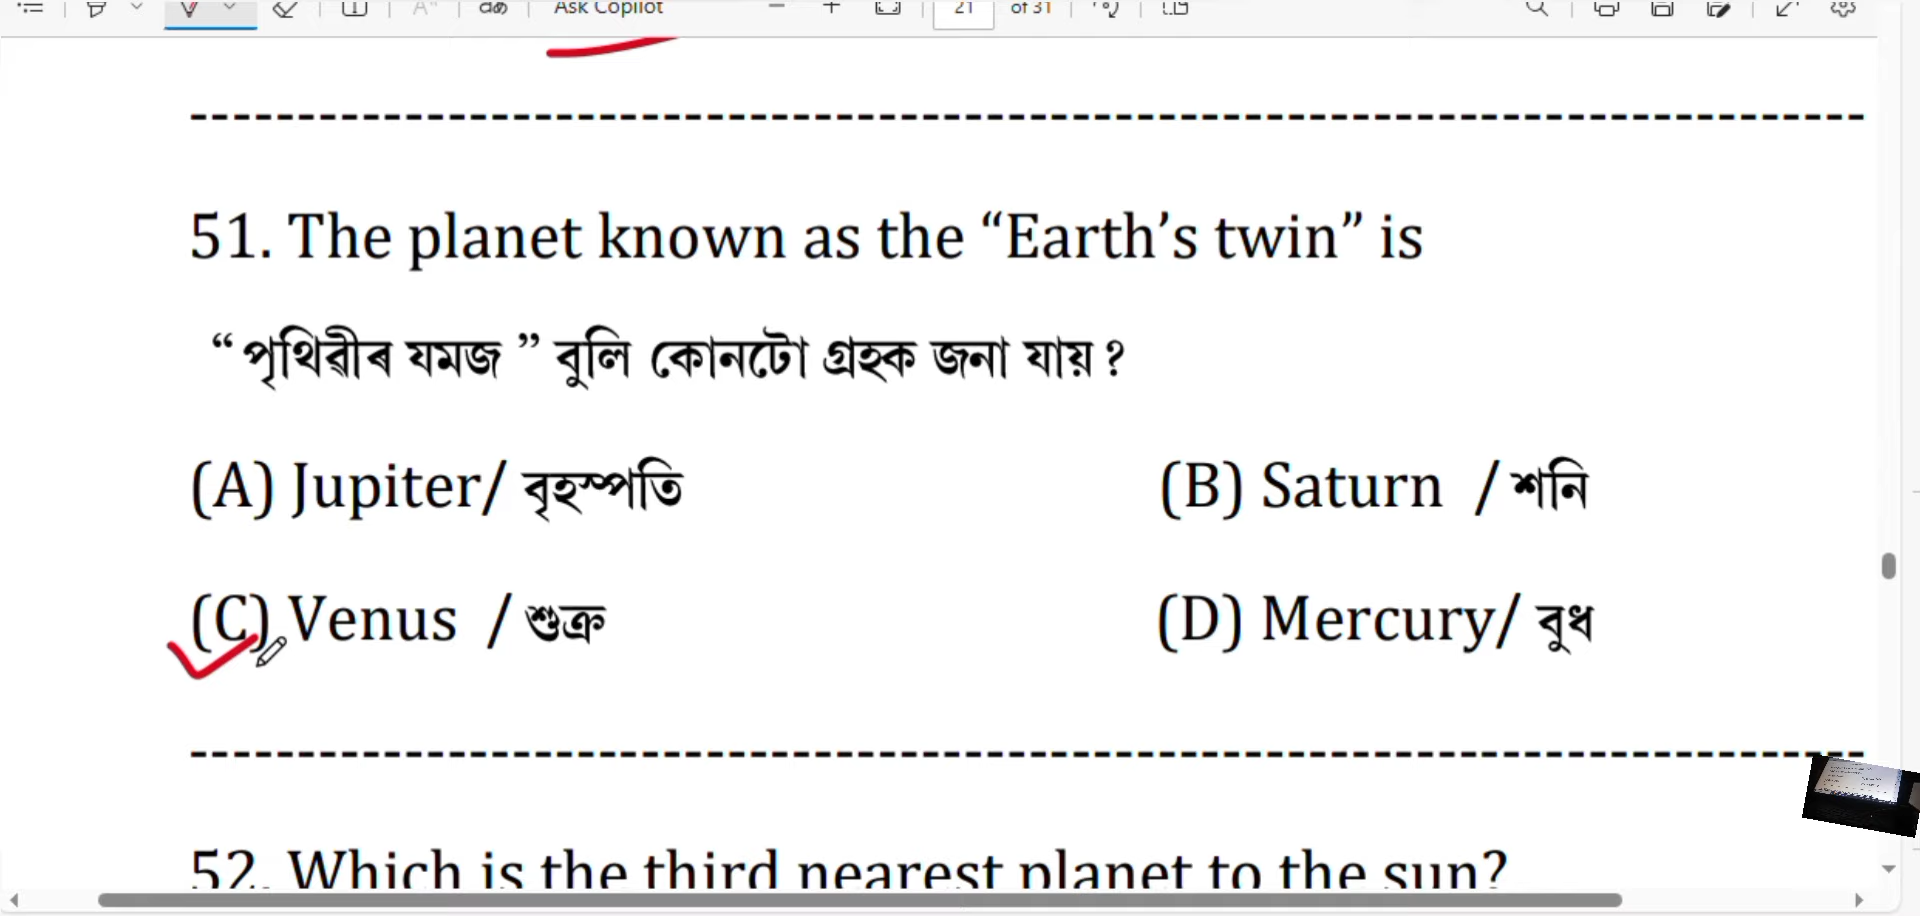 Ask Copilot
21 of 31
51. The planet known as the “Earth’s twin” is
“ পৃথিৱীৰ যমজ ” বুলি কোনটো গ্ৰহক জনা যায় ?
(A) Jupiter/ বৃহস্পতি (B) Saturn / শনি
(C) Venus / শুক্ৰ (D) Mercury/ বুধ
52. Which is the third nearest planet to the sun?